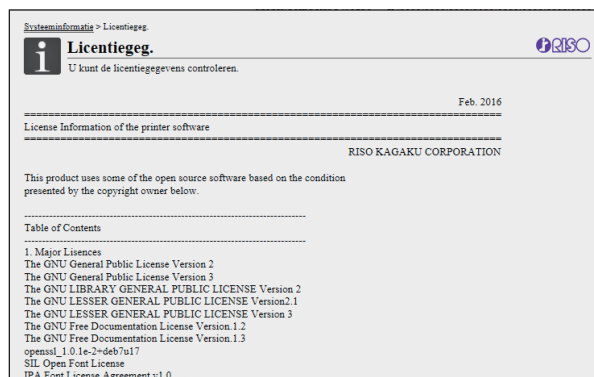 Systeeminformatie > Licentiegeg.
Licentiegeg.
RISO
U kunt de licentiegegevens controleren.
Feb. 2016
================================================================================
License Information of the printer software
================================================================================
RISO KAGAKU CORPORATION
This product uses some of the open source software based on the condition
presented by the copyright owner below.
--------------------------------------------------------------------------------
Table of Contents
--------------------------------------------------------------------------------
1. Major Lisences
The GNU General Public License Version 2
The GNU General Public License Version 3
The GNU LIBRARY GENERAL PUBLIC LICENSE Version 2
The GNU LESSER GENERAL PUBLIC LICENSE Version2.1
The GNU LESSER GENERAL PUBLIC LICENSE Version 3
The GNU Free Documentation License Version.1.2
The GNU Free Documentation License Version.1.3
openssl_1.0.1e-2+deb7u17
SIL Open Font License
IPA Font License Agreement v1.0